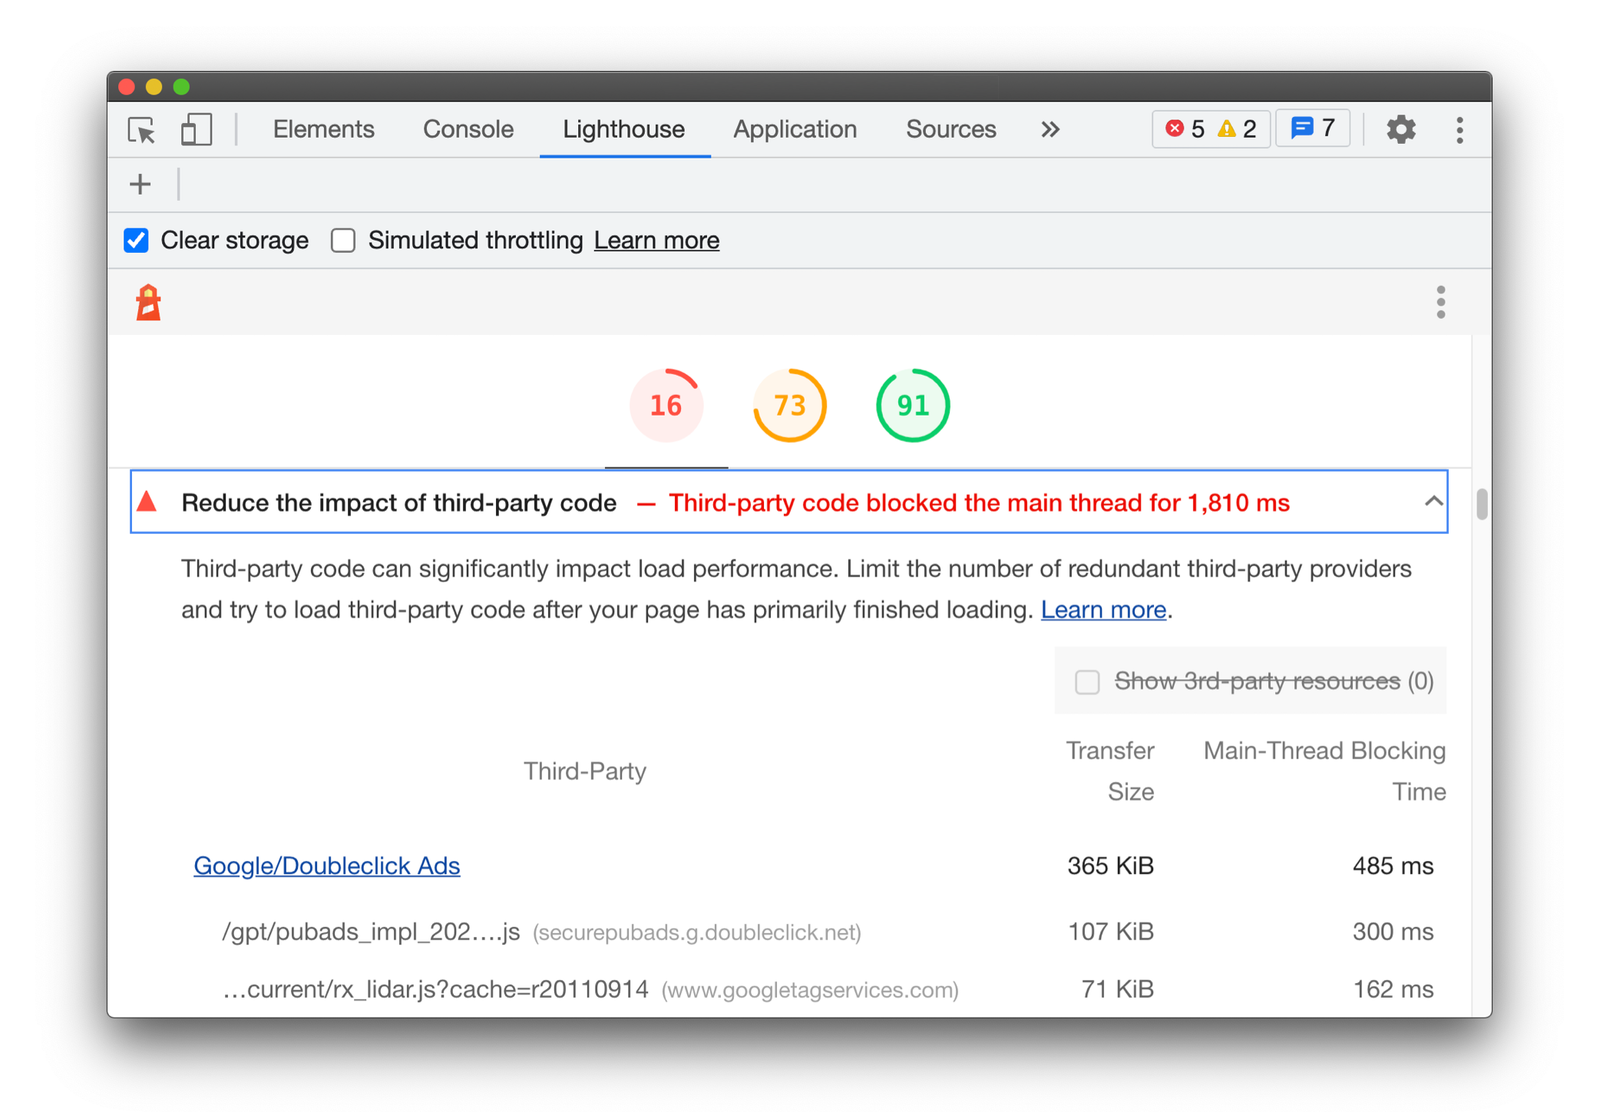 Elements Console Lighthouse Application Sources » 5 2 7
+
Clear storage Simulated throttling Learn more
16 73 91
Reduce the impact of third-party code — Third-party code blocked the main thread for 1,810 ms
Third-party code can significantly impact load performance. Limit the number of redundant third-party providers
and try to load third-party code after your page has primarily finished loading. Learn more.
Show 3rd-party resources (0)
Third-Party
Transfer
Size
Main-Thread Blocking
Time
Google/Doubleclick Ads 365 KiB 485 ms
/gpt/pubads_impl_202….js (securepubads.g.doubleclick.net) 107 KiB 300 ms
…current/rx_lidar.js?cache=r20110914 (www.googletagservices.com) 71 KiB 162 ms